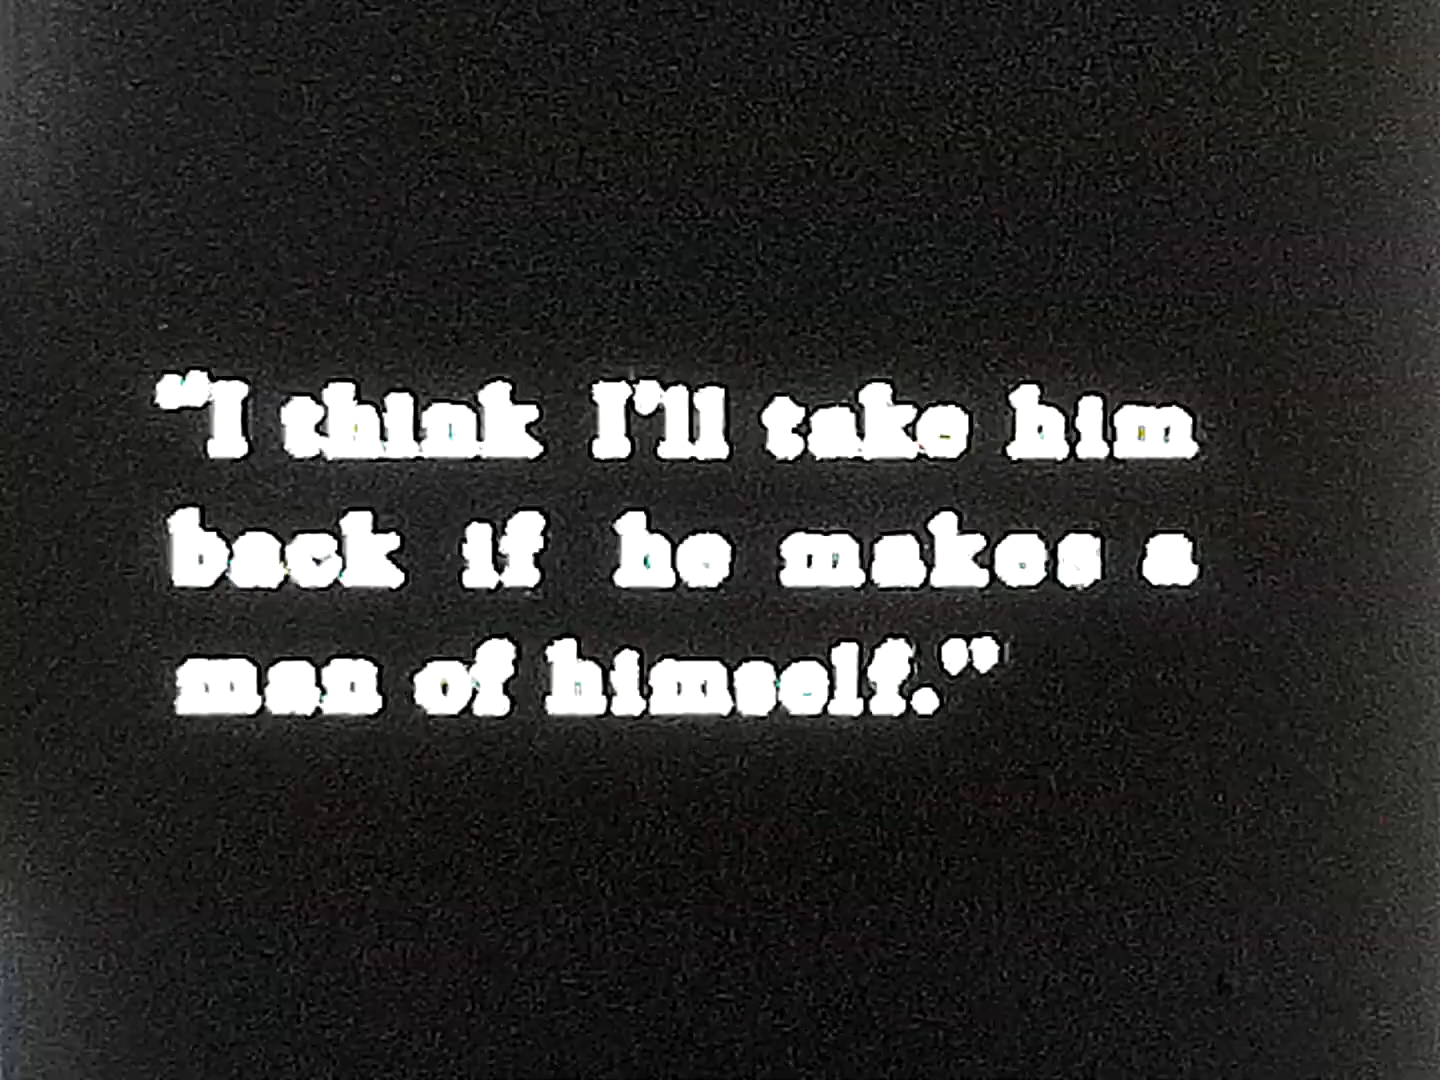 “I think I'll take him
back if he makes a
man of himself.”